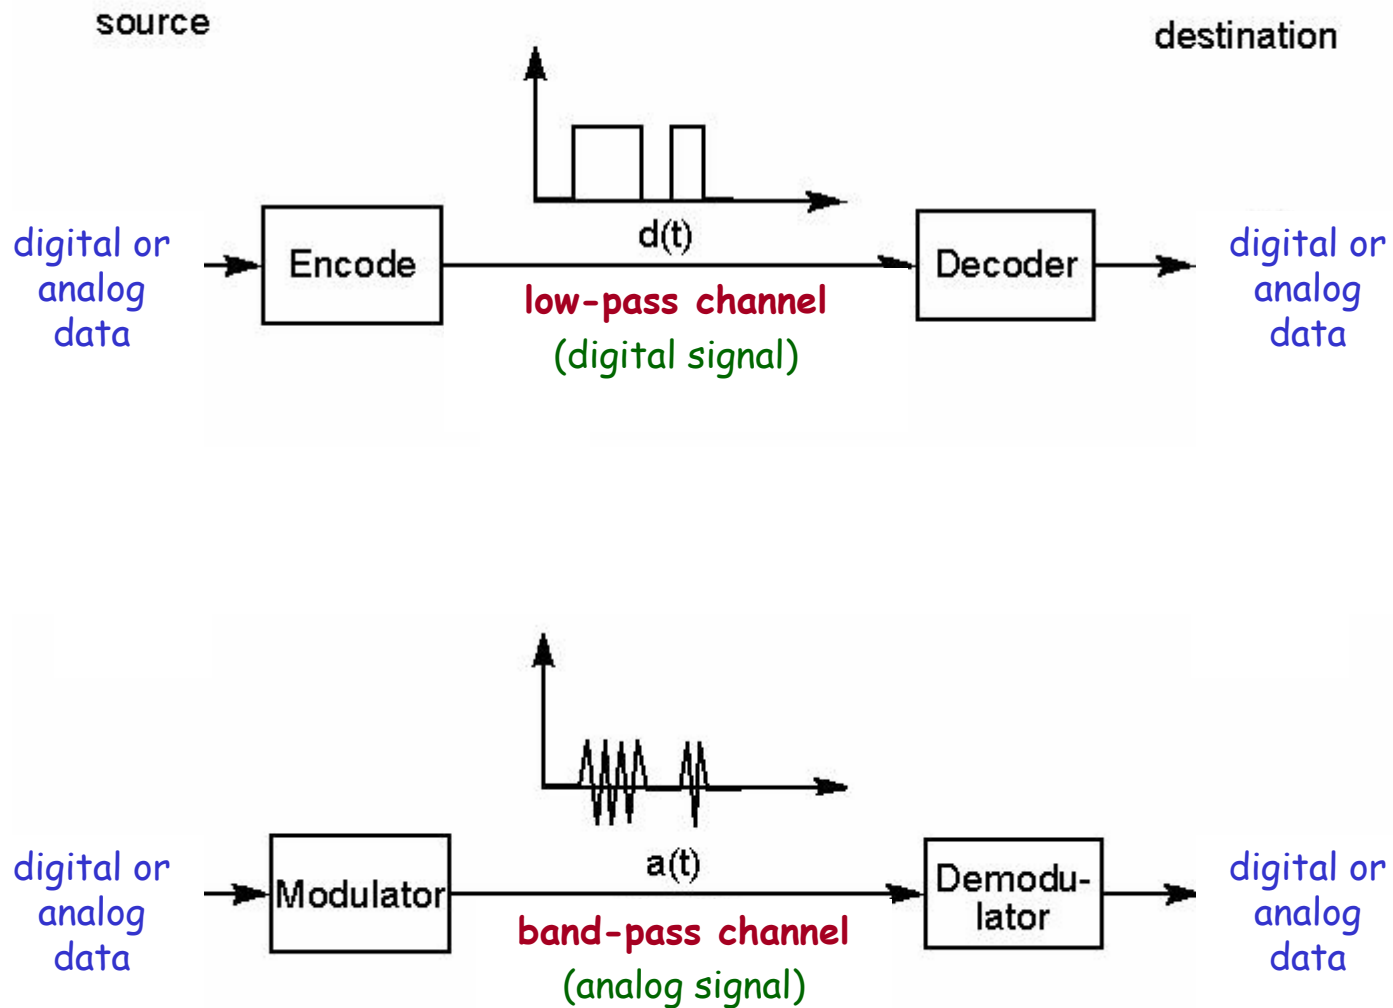 source
destination
digital or
analog
data
Encode
d(t)
low-pass channel
(digital signal)
Decoder
digital or
analog
data
digital or
analog
data
Modulator
a(t)
band-pass channel
(analog signal)
Demodu-
lator
digital or
analog
data